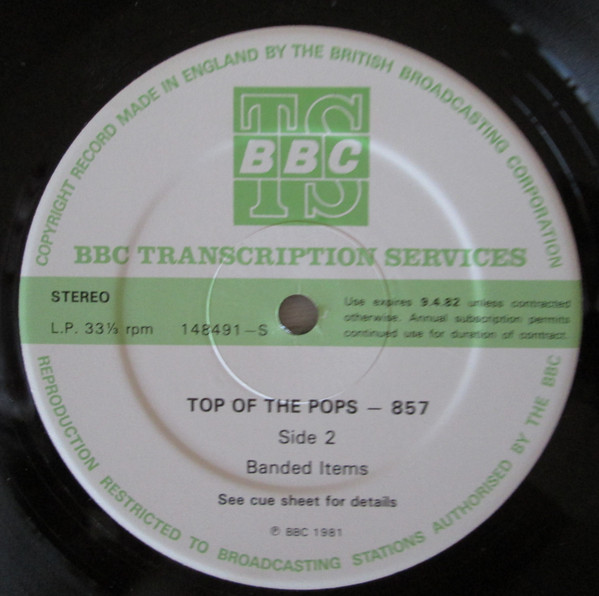 COPYRIGHT RECORD MADE IN ENGLAND BY THE BRITISH BROADCASTING CORPORATION
TS
BBC
BBC TRANSCRIPTION SERVICES
STEREO
L.P. 33⅓ rpm 148491-S
Use expires 9.4.82 unless contracted
otherwise. Annual subscription permits
continued use for duration of contract.
TOP OF THE POPS – 857
Side 2
Banded Items
See cue sheet for details
℗ BBC 1981
REPRODUCTION RESTRICTED TO BROADCASTING STATIONS AUTHORISED BY THE BBC